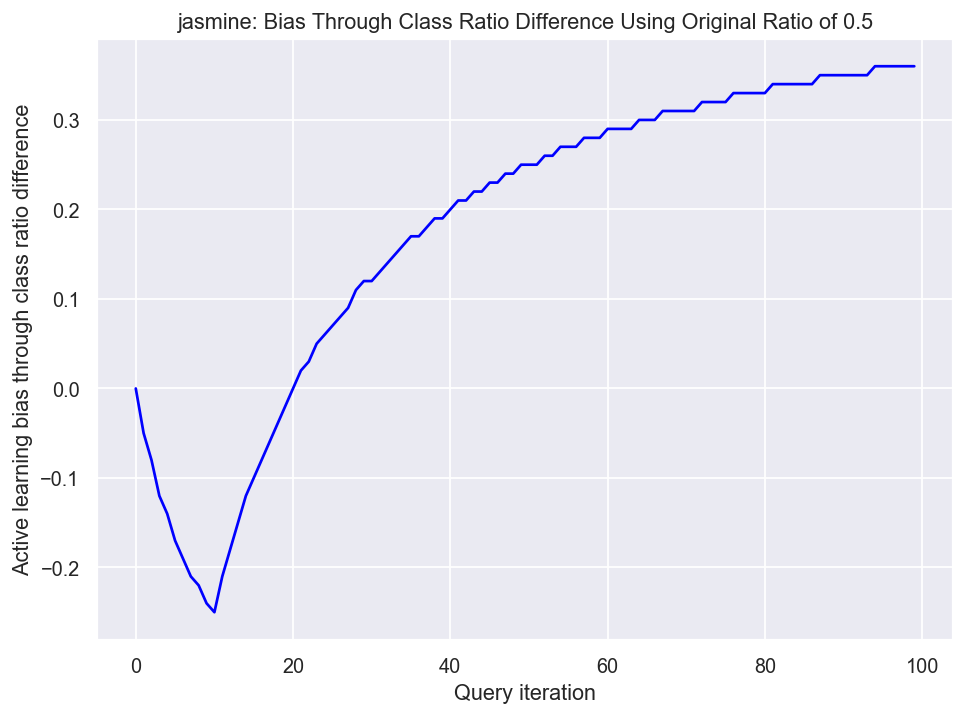 jasmine: Bias Through Class Ratio Difference Using Original Ratio of 0.5
Active learning bias through class ratio difference
0.3
0.2
0.1
0.0
−0.1
−0.2
0 20 40 60 80 100
Query iteration